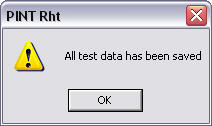 PINT Rht
All test data has been saved
OK